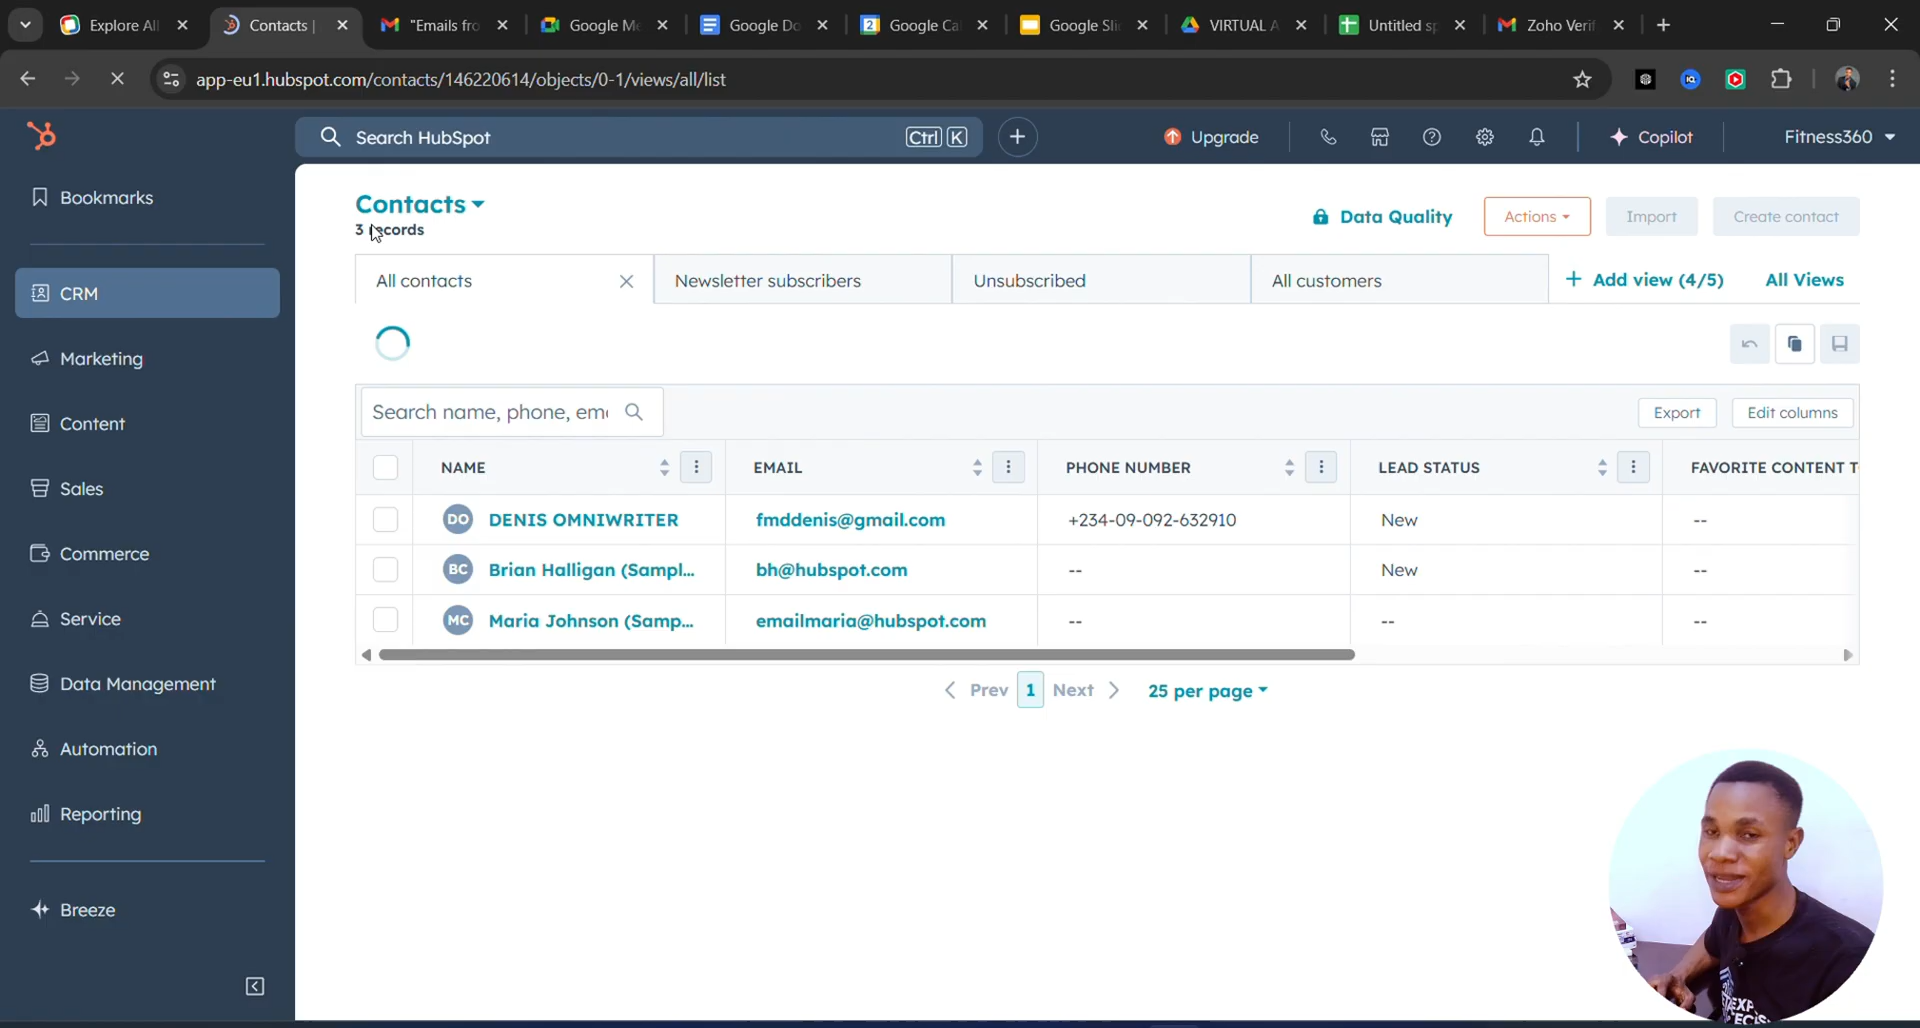 Explore All
Contacts |
"Emails fro
Google Me
Google Do
Google Ca
Google Sli
VIRTUAL A
Untitled sp
Zoho Verif
app-eu1.hubspot.com/contacts/146220614/objects/0-1/views/all/list
Search HubSpot
Ctrl K
Upgrade
Copilot
Fitness360
Bookmarks
CRM
Marketing
Content
Sales
Commerce
Service
Data Management
Automation
Reporting
Breeze
Contacts
3 records
Data Quality
Actions
Import
Create contact
All contacts
Newsletter subscribers
Unsubscribed
All customers
+ Add view (4/5)
All Views
Search name, phone, ema
Export
Edit columns
NAME EMAIL PHONE NUMBER LEAD STATUS FAVORITE CONTENT T
DO DENIS OMNIWRITER fmddenis@gmail.com +234-09-092-632910 New --
BC Brian Halligan (Sampl... bh@hubspot.com -- New --
MC Maria Johnson (Samp... emailmaria@hubspot.com -- -- --
Prev 1 Next 25 per page